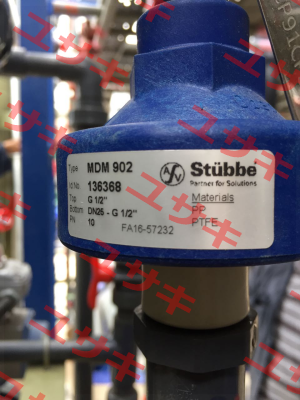 Type MDM 902
Id.No. 136368
Top G 1/2"
Bottom DN25 - G 1/2"
PN 10
FA16-57232
ASV Stübbe
Partner for Solutions
Materials
PP
PTFE
ユサキ
ユサキ
ユサキ
ユサキ
ユサキ